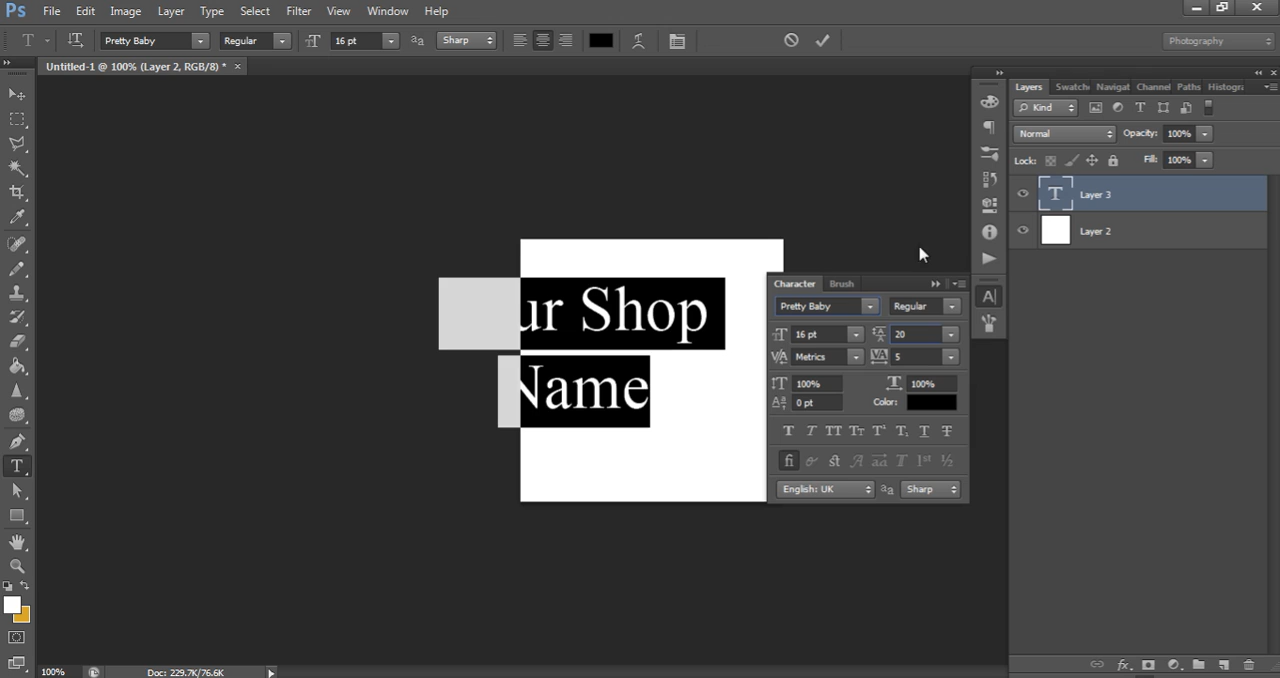 Ps File Edit Image Layer Type Select Filter View Window Help
T Pretty Baby Regular 16 pt Sharp Photography
Untitled-1 @ 100% (Layer 2, RGB/8) * ×
Layers Swatch Navigat Channel Paths Histogr
Kind
Normal Opacity: 100%
Lock: Fill: 100%
T Layer 3
Layer 2
ur Shop
Name
Character Brush
Pretty Baby Regular
16 pt 20
Metrics 5
100% 100%
0 pt Color:
English: UK Sharp
100% Doc: 229.7K/76.6K